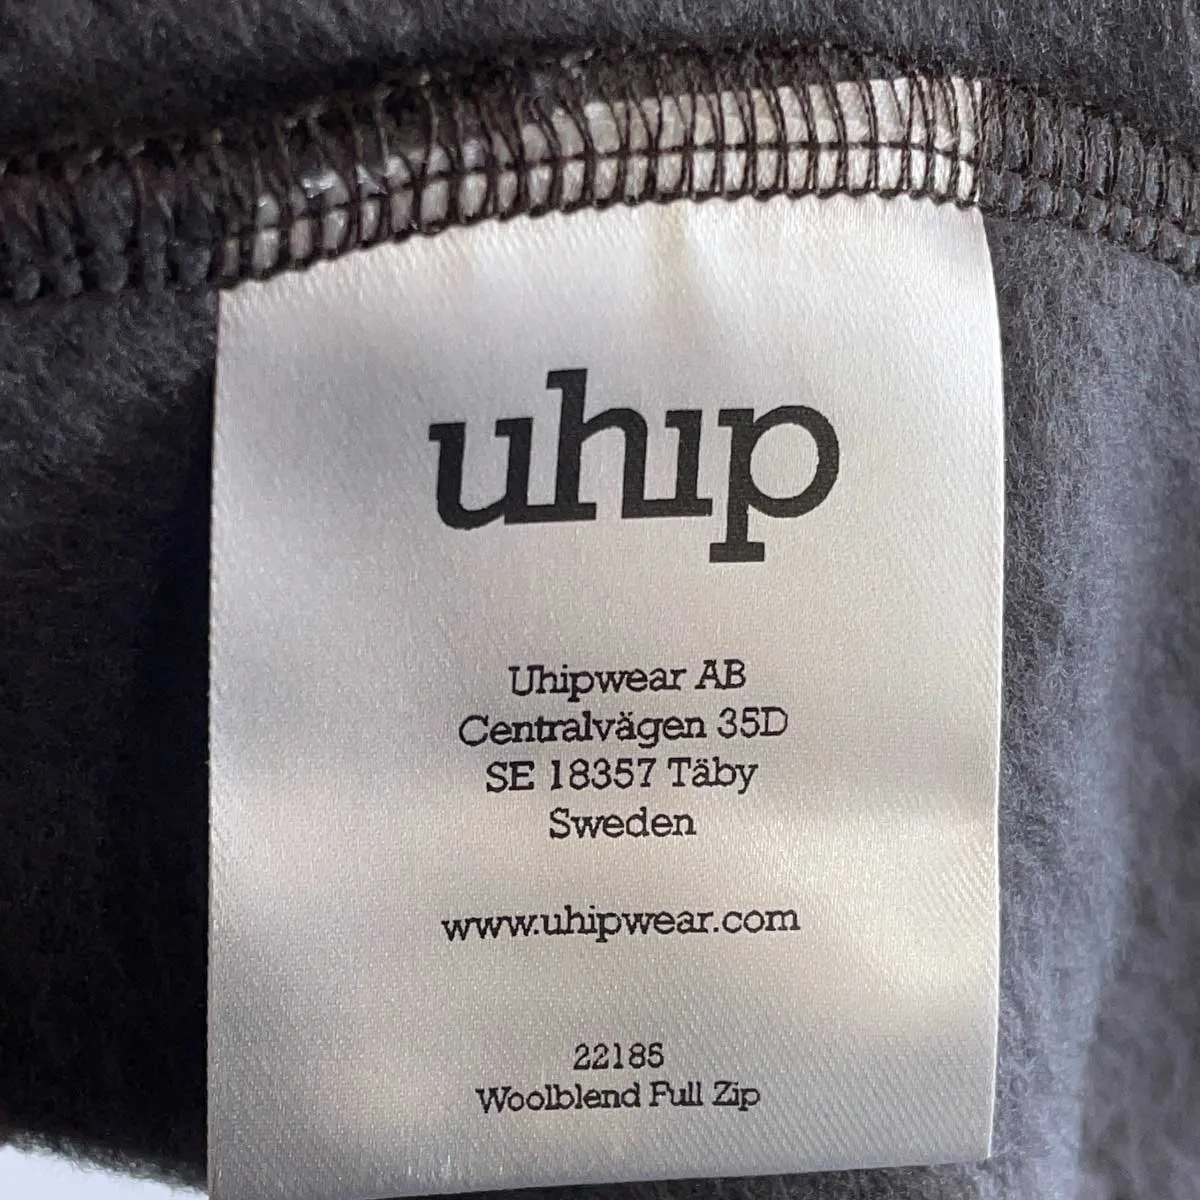 uhip
Uhipwear AB
Centralvägen 35D
SE 18357 Täby
Sweden
www.uhipwear.com
22185
Woolblend Full Zip